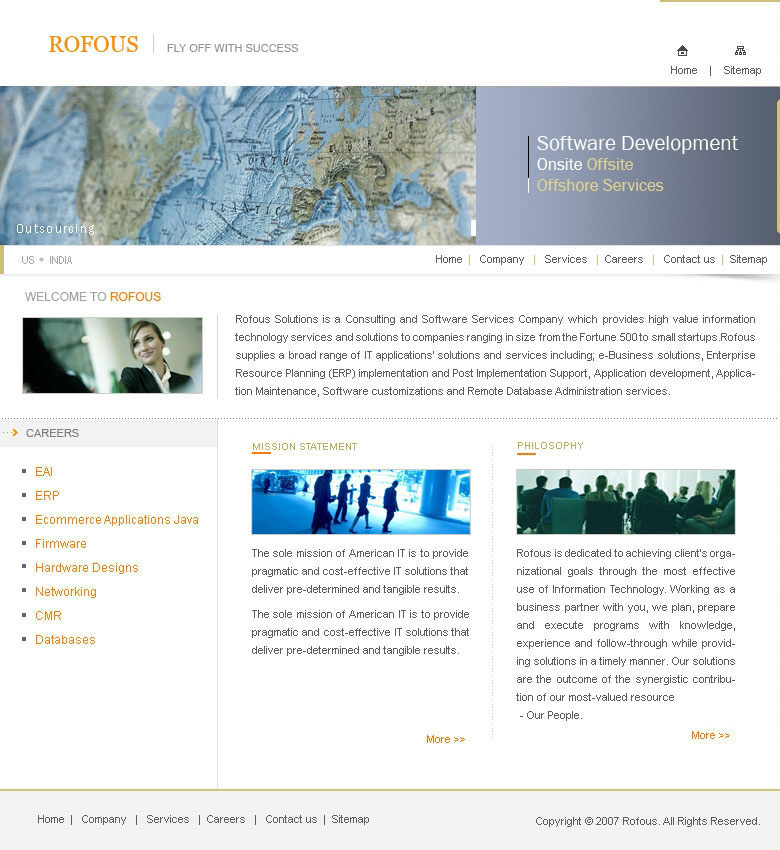 ROFOUS
FLY OFF WITH SUCCESS
Home | Sitemap
NORTH
ATLANTIC
EUROPE
Outsourcing
Software Development
Onsite Offsite
Offshore Services
US INDIA
Home | Company | Services | Careers | Contact us | Sitemap
WELCOME TO ROFOUS
Rofous Solutions is a Consulting and Software Services Company which provides high value information
technology services and solutions to companies ranging in size from the Fortune 500 to small startups.Rofous
supplies a broad range of IT applications' solutions and services including; e-Business solutions, Enterprise
Resource Planning (ERP) implementation and Post Implementation Support, Application development, Applica-
tion Maintenance, Software customizations and Remote Database Administration services.
CAREERS
EAI
ERP
Ecommerce Applications Java
Firmware
Hardware Designs
Networking
CMR
Databases
MISSION STATEMENT
The sole mission of American IT is to provide
pragmatic and cost-effective IT solutions that
deliver pre-determined and tangible results.
The sole mission of American IT is to provide
pragmatic and cost-effective IT solutions that
deliver pre-determined and tangible results.
More >>
PHILOSOPHY
Rofous is dedicated to achieving client's orga-
nizational goals through the most effective
use of Information Technology. Working as a
business partner with you, we plan, prepare
and execute programs with knowledge,
experience and follow-through while provid-
ing solutions in a timely manner. Our solutions
are the outcome of the synergistic contribu-
tion of our most-valued resource
- Our People.
More >>
Home | Company | Services | Careers | Contact us | Sitemap
Copyright © 2007 Rofous. All Rights Reserved.